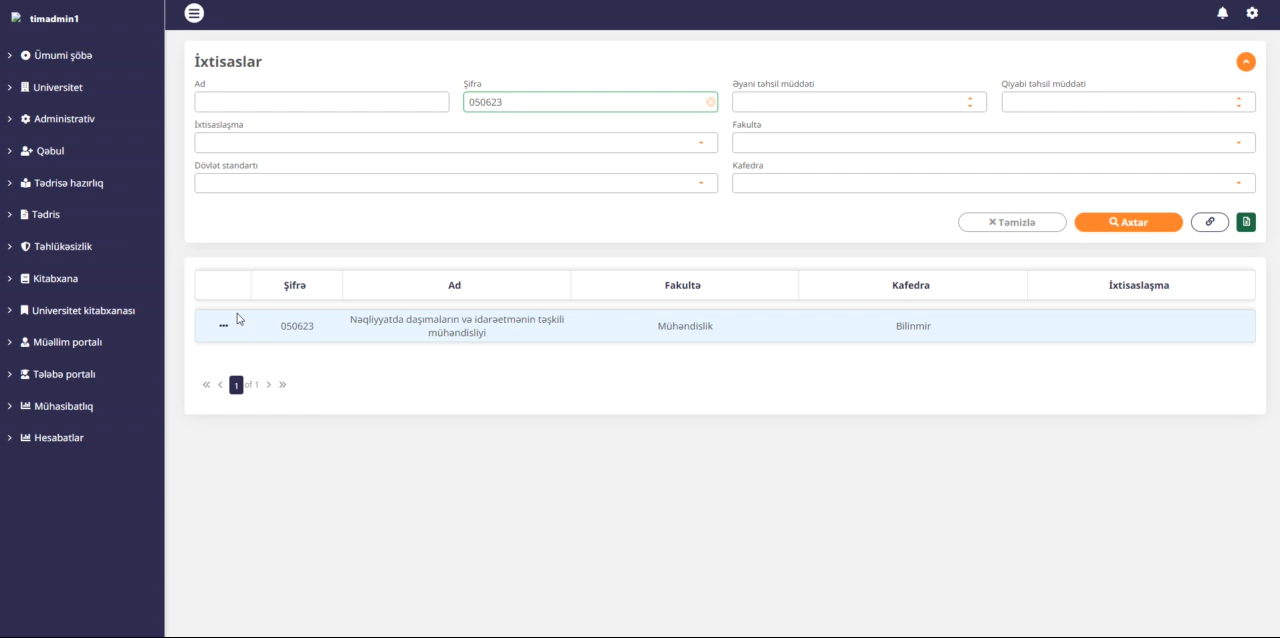 timadmin1
Ümumi şöbə
Universitet
Administrativ
Qəbul
Tədrisə hazırlıq
Tədris
Təhlükəsizlik
Kitabxana
Universitet kitabxanası
Müəllim portalı
Tələbə portalı
Mühasibatlıq
Hesabatlar
İxtisaslar
Ad
Şifrə
Əyani təhsil müddəti
Qiyabi təhsil müddəti
050623
İxtisaslaşma
Fakultə
Dövlət standartı
Kafedra
Təmizlə
Axtar
Şifrə
Ad
Fakultə
Kafedra
İxtisaslaşma
050623
Nəqliyyatda daşımaların və idarəetmənin təşkili
mühəndisliyi
Mühəndislik
Bilinmir
1 of 1